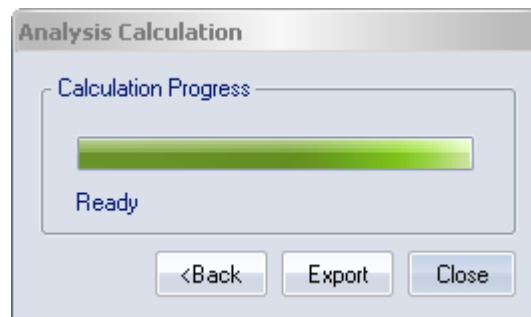 Analysis Calculation
Calculation Progress
Ready
<Back Export Close